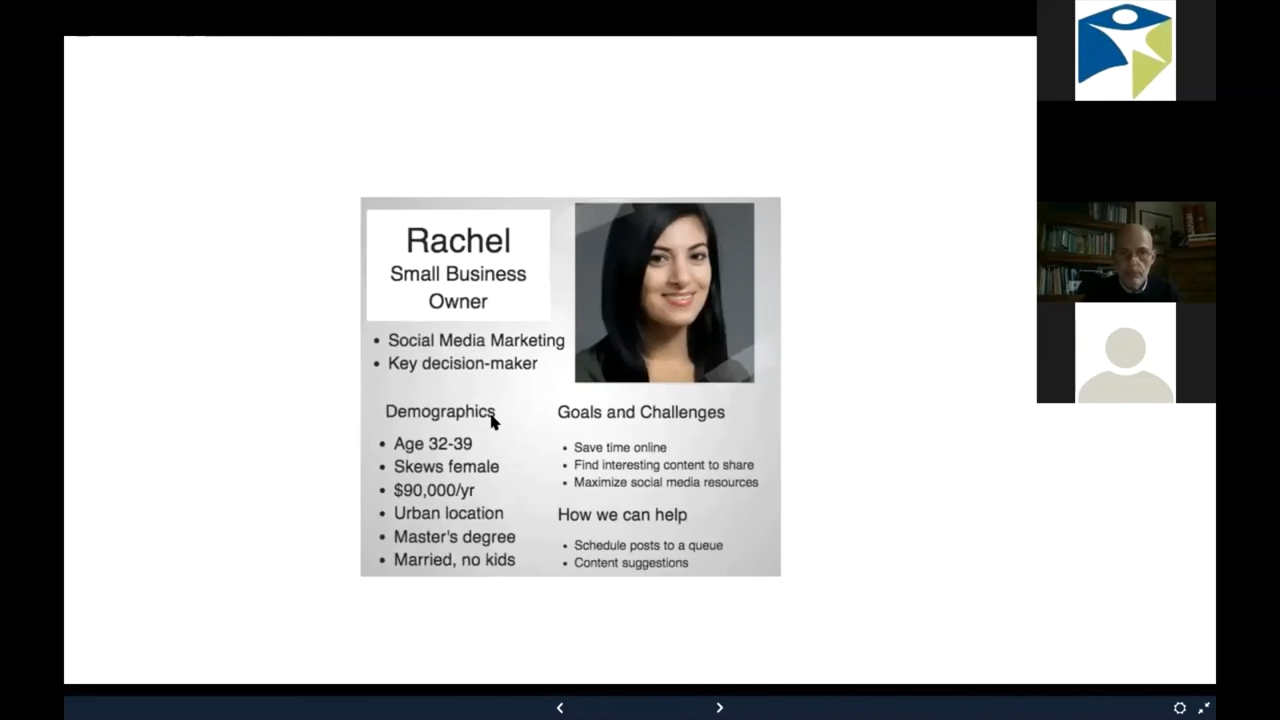 Rachel
Small Business
Owner
• Social Media Marketing
• Key decision-maker
Demographics
• Age 32-39
• Skews female
• $90,000/yr
• Urban location
• Master's degree
• Married, no kids
Goals and Challenges
• Save time online
• Find interesting content to share
• Maximize social media resources
How we can help
• Schedule posts to a queue
• Content suggestions